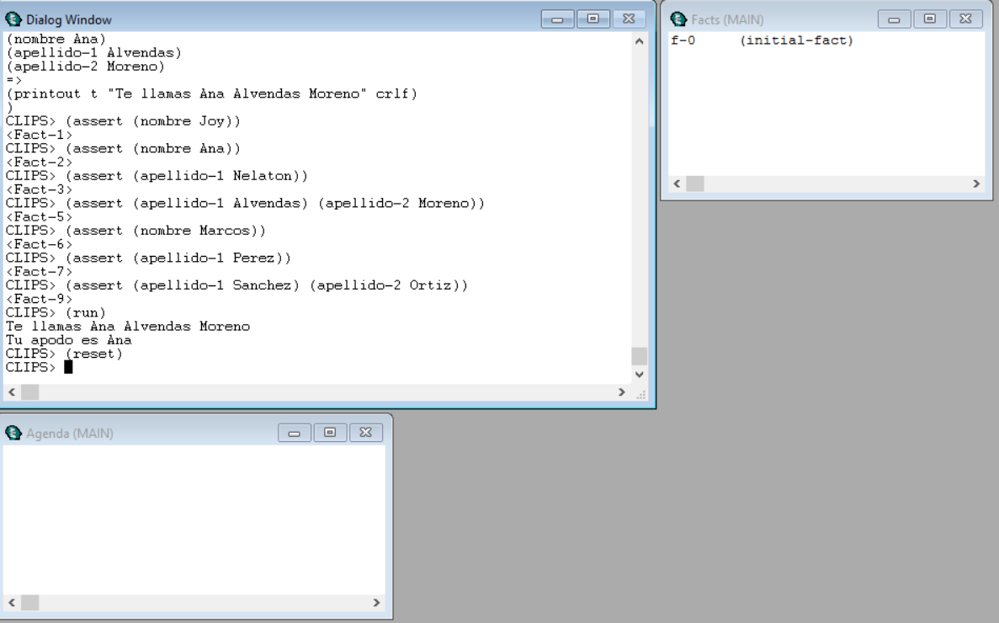 Dialog Window
(nombre Ana)
(apellido-1 Alvendas)
(apellido-2 Moreno)
=>
(printout t "Te llamas Ana Alvendas Moreno" crlf)
)
CLIPS> (assert (nombre Joy))
<Fact-1>
CLIPS> (assert (nombre Ana))
<Fact-2>
CLIPS> (assert (apellido-1 Nelaton))
<Fact-3>
CLIPS> (assert (apellido-1 Alvendas) (apellido-2 Moreno))
<Fact-5>
CLIPS> (assert (nombre Marcos))
<Fact-6>
CLIPS> (assert (apellido-1 Perez))
<Fact-7>
CLIPS> (assert (apellido-1 Sanchez) (apellido-2 Ortiz))
<Fact-9>
CLIPS> (run)
Te llamas Ana Alvendas Moreno
Tu apodo es Ana
CLIPS> (reset)
CLIPS>
Facts (MAIN)
f-0 (initial-fact)
Agenda (MAIN)